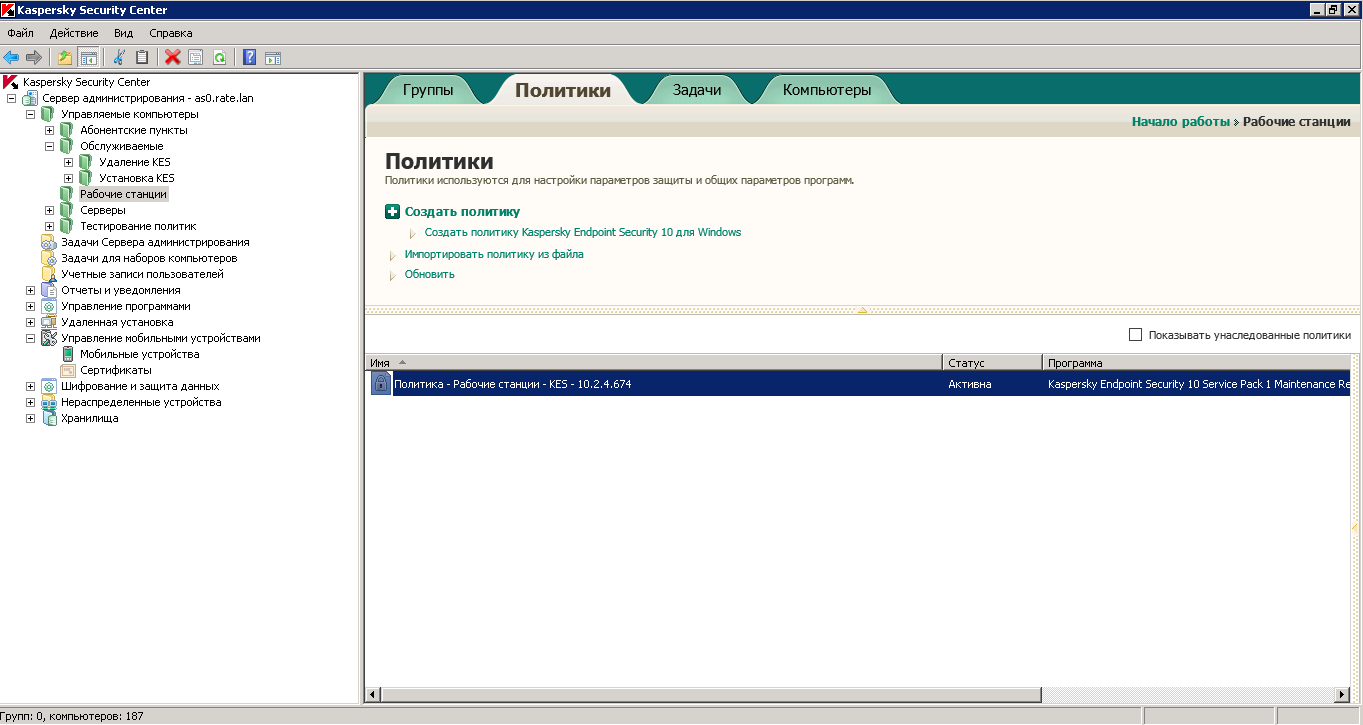 Kaspersky Security Center
Файл Действие Вид Справка
Kaspersky Security Center
Сервер администрирования - as0.rate.lan
Управляемые компьютеры
Абонентские пункты
Обслуживаемые
Удаление KES
Установка KES
Рабочие станции
Серверы
Тестирование политик
Задачи Сервера администрирования
Задачи для наборов компьютеров
Учетные записи пользователей
Отчеты и уведомления
Управление программами
Удаленная установка
Управление мобильными устройствами
Мобильные устройства
Сертификаты
Шифрование и защита данных
Нераспределенные устройства
Хранилища
Группы Политики Задачи Компьютеры
Начало работы » Рабочие станции
Политики
Политики используются для настройки параметров защиты и общих параметров программ.
Создать политику
Создать политику Kaspersky Endpoint Security 10 для Windows
Импортировать политику из файла
Обновить
Показывать унаследованные политики
Имя Статус Программа
Политика - Рабочие станции - KES - 10.2.4.674 Активна Kaspersky Endpoint Security 10 Service Pack 1 Maintenance Re
Групп: 0, компьютеров: 187